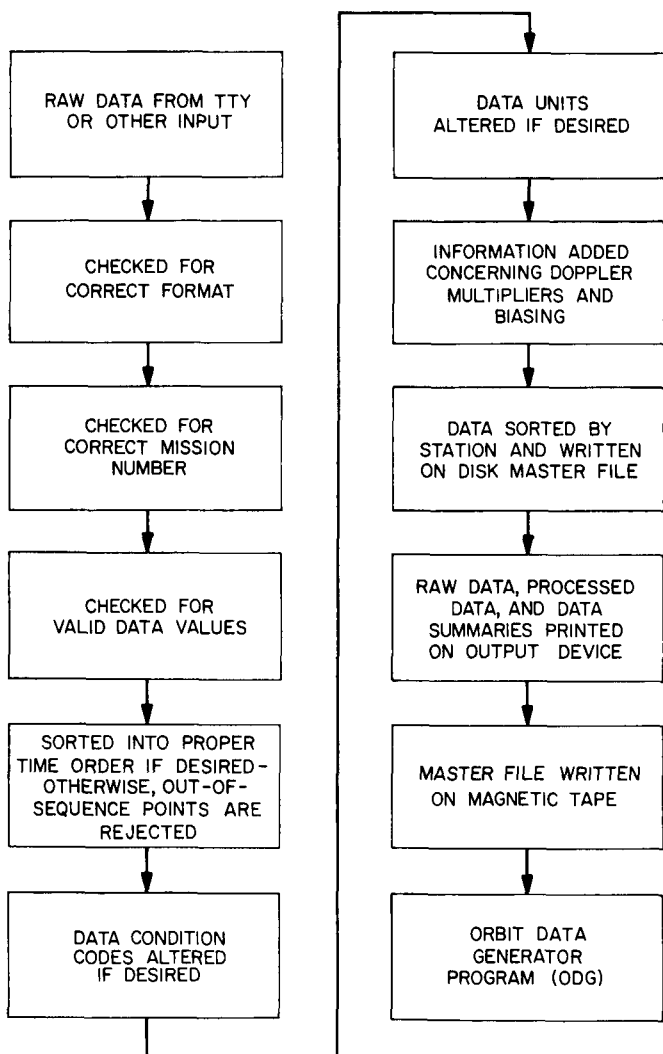 RAW DATA FROM TTY
OR OTHER INPUT
CHECKED FOR
CORRECT FORMAT
CHECKED FOR
CORRECT MISSION
NUMBER
CHECKED FOR
VALID DATA VALUES
SORTED INTO PROPER
TIME ORDER IF DESIRED-
OTHERWISE, OUT-OF-
SEQUENCE POINTS ARE
REJECTED
DATA CONDITION
CODES ALTERED
IF DESIRED
DATA UNITS
ALTERED IF DESIRED
INFORMATION ADDED
CONCERNING DOPPLER
MULTIPLIERS AND
BIASING
DATA SORTED BY
STATION AND WRITTEN
ON DISK MASTER FILE
RAW DATA, PROCESSED
DATA, AND DATA
SUMMARIES PRINTED
ON OUTPUT DEVICE
MASTER FILE WRITTEN
ON MAGNETIC TAPE
ORBIT DATA
GENERATOR
PROGRAM (ODG)